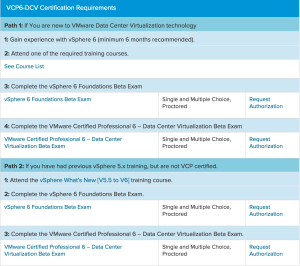 VCP6-DCV Certification Requirements
Path 1: If You are new to VMware Data Center Virtualization technology
1: Gain experience with vSphere 6 (minimum 6 months recommended).
2: Attend one of the required training courses.
See Course List
3: Complete the vSphere 6 Foundations Beta Exam
vSphere 6 Foundations Beta Exam
Single and Multiple Choice, Proctored
Request Authorization
4: Complete the VMware Certified Professional 6 – Data Center Virtualization Beta Exam.
VMware Certified Professional 6 – Data Center Virtualization Beta Exam
Single and Multiple Choice, Proctored
Request Authorization
Path 2: If you have had previous vSphere 5.x training, but are not VCP certified.
1: Attend the vSphere What's New [V5.5 to V6] training course.
2: Complete the vSphere 6 Foundations Beta Exam.
vSphere 6 Foundations Beta Exam
Single and Multiple Choice, Proctored
Request Authorization
3: Complete the VMware Certified Professional 6 – Data Center Virtualization Beta Exam.
VMware Certified Professional 6 – Data Center Virtualization Beta Exam
Single and Multiple Choice, Proctored
Request Authorization